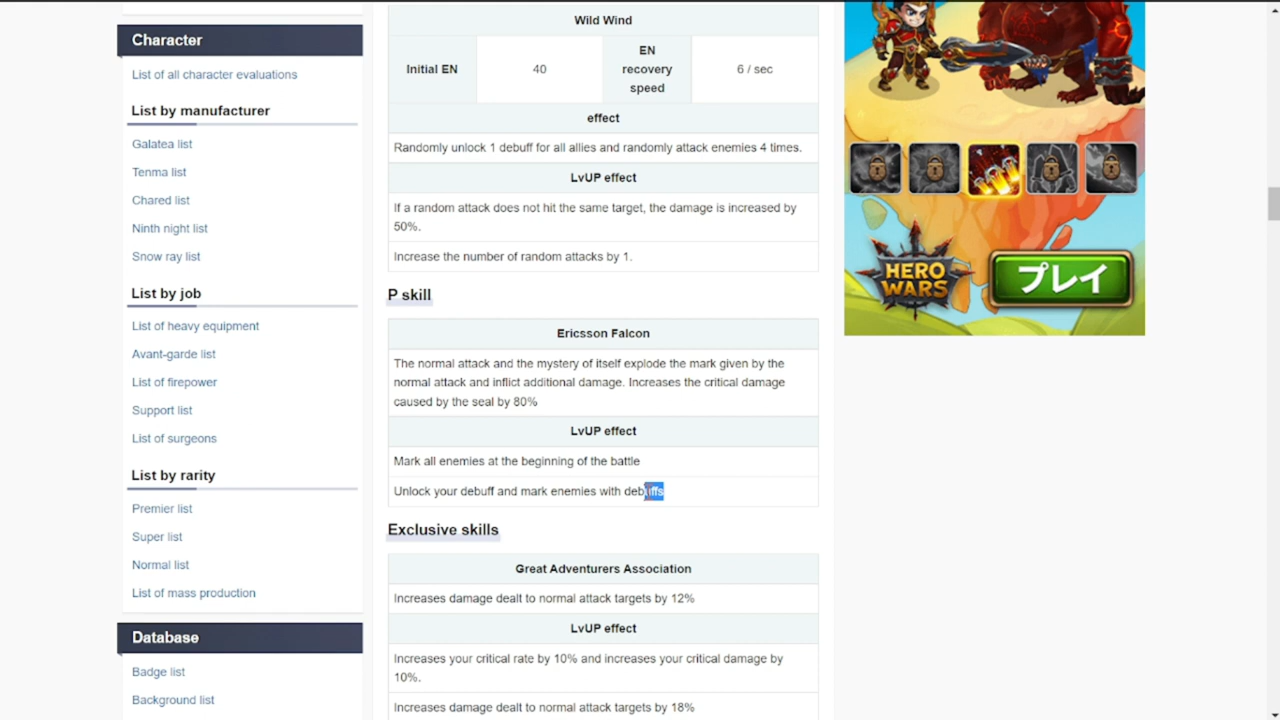 Character
List of all character evaluations
List by manufacturer
Galatea list
Tenma list
Chared list
Ninth night list
Snow ray list
List by job
List of heavy equipment
Avant-garde list
List of firepower
Support list
List of surgeons
List by rarity
Premier list
Super list
Normal list
List of mass production
Database
Badge list
Background list
Wild Wind
Initial EN
40
EN
recovery
speed
6 / sec
effect
Randomly unlock 1 debuff for all allies and randomly attack enemies 4 times.
LvUP effect
If a random attack does not hit the same target, the damage is increased by
50%.
Increase the number of random attacks by 1.
P skill
Ericsson Falcon
The normal attack and the mystery of itself explode the mark given by the
normal attack and inflict additional damage. Increases the critical damage
caused by the seal by 80%
LvUP effect
Mark all enemies at the beginning of the battle
Unlock your debuff and mark enemies with debuffs
Exclusive skills
Great Adventurers Association
Increases damage dealt to normal attack targets by 12%
LvUP effect
Increases your critical rate by 10% and increases your critical damage by
10%.
Increases damage dealt to normal attack targets by 18%
HERO
WARS
プレイ